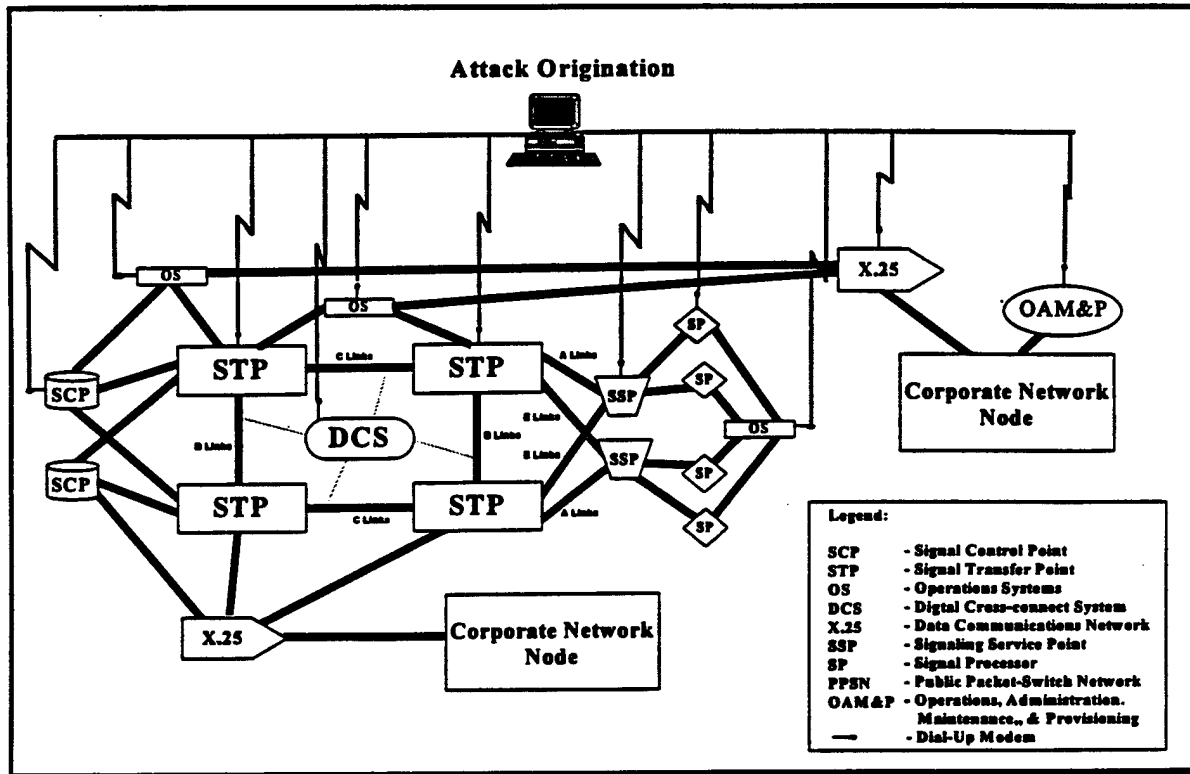 Attack Origination
OS
X.25
OS
SP
OAM&P
STP
C Links
STP
A Links
SCP
SSP
SP
Corporate Network
Node
B Links
DCS
B Links
E Links
E Links
OS
SCP
SSP
SP
STP
C Links
STP
A Links
SP
X.25
Corporate Network
Node
Legend:
SCP - Signal Control Point
STP - Signal Transfer Point
OS - Operations Systems
DCS - Digtal Cross-connect System
X.25 - Data Communications Network
SSP - Signaling Service Point
SP - Signal Processor
PPSN - Public Packet-Switch Network
OAM&P - Operations, Administration.
Maintenance,, & Provisioning
- Dial-Up Modem